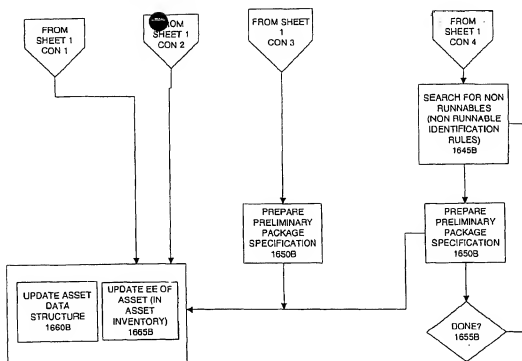 FROM
SHEET 1
CON 1
SHEET 1
CON 2
FROM SHEET
1
CON 3
FROM
SHEET 1
CON 4
SEARCH FOR NON
RUNNABLES
(NON RUNNABLE
IDENTIFICATION
RULES)
1645B
PREPARE
PRELIMINARY
PACKAGE
SPECIFICATION
1650B
PREPARE
PRELIMINARY
PACKAGE
SPECIFICATION
1650B
UPDATE ASSET
DATA
STRUCTURE
1660B
UPDATE EE OF
ASSET (IN
ASSET
INVENTORY)
1665B
DONE?
1655B